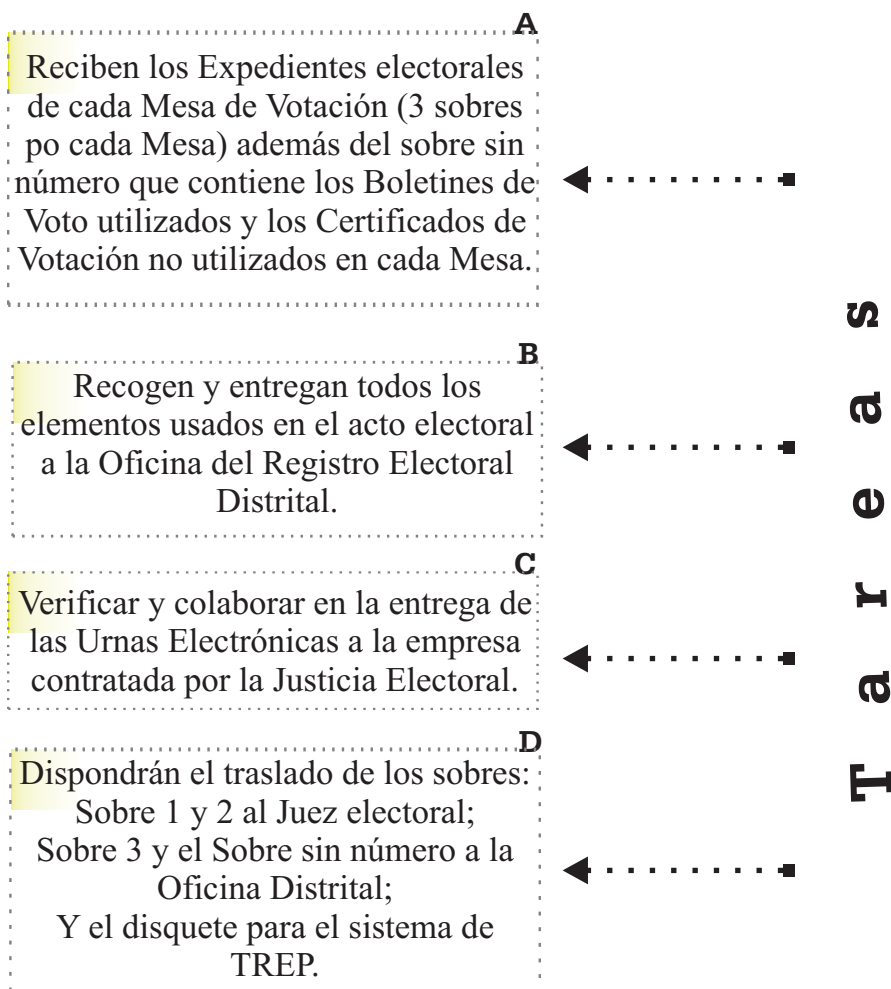 A
Reciben los Expedientes electorales
de cada Mesa de Votación (3 sobres
po cada Mesa) además del sobre sin
número que contiene los Boletines de
Voto utilizados y los Certificados de
Votación no utilizados en cada Mesa.
B
Recogen y entregan todos los
elementos usados en el acto electoral
a la Oficina del Registro Electoral
Distrital.
C
Verificar y colaborar en la entrega de
las Urnas Electrónicas a la empresa
contratada por la Justicia Electoral.
D
Dispondrán el traslado de los sobres:
Sobre 1 y 2 al Juez electoral;
Sobre 3 y el Sobre sin número a la
Oficina Distrital;
Y el disquete para el sistema de
TREP.
Tareas